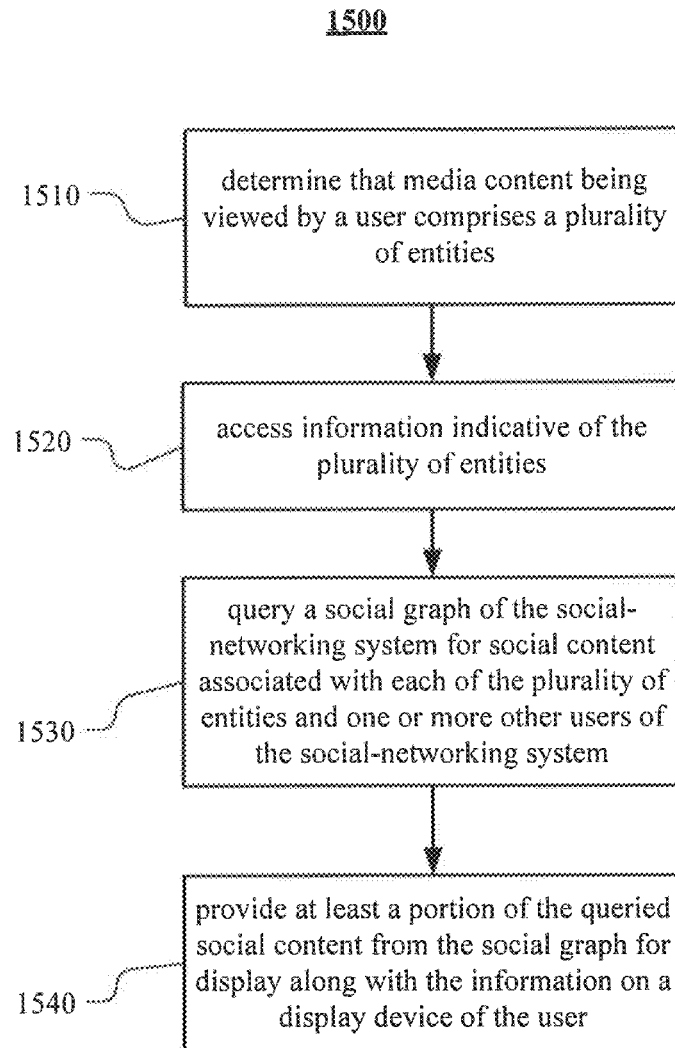 1500
1510
determine that media content being
viewed by a user comprises a plurality
of entities
1520
access information indicative of the
plurality of entities
1530
query a social graph of the social-
networking system for social content
associated with each of the plurality of
entities and one or more other users of
the social-networking system
1540
provide at least a portion of the queried
social content from the social graph for
display along with the information on a
display device of the user